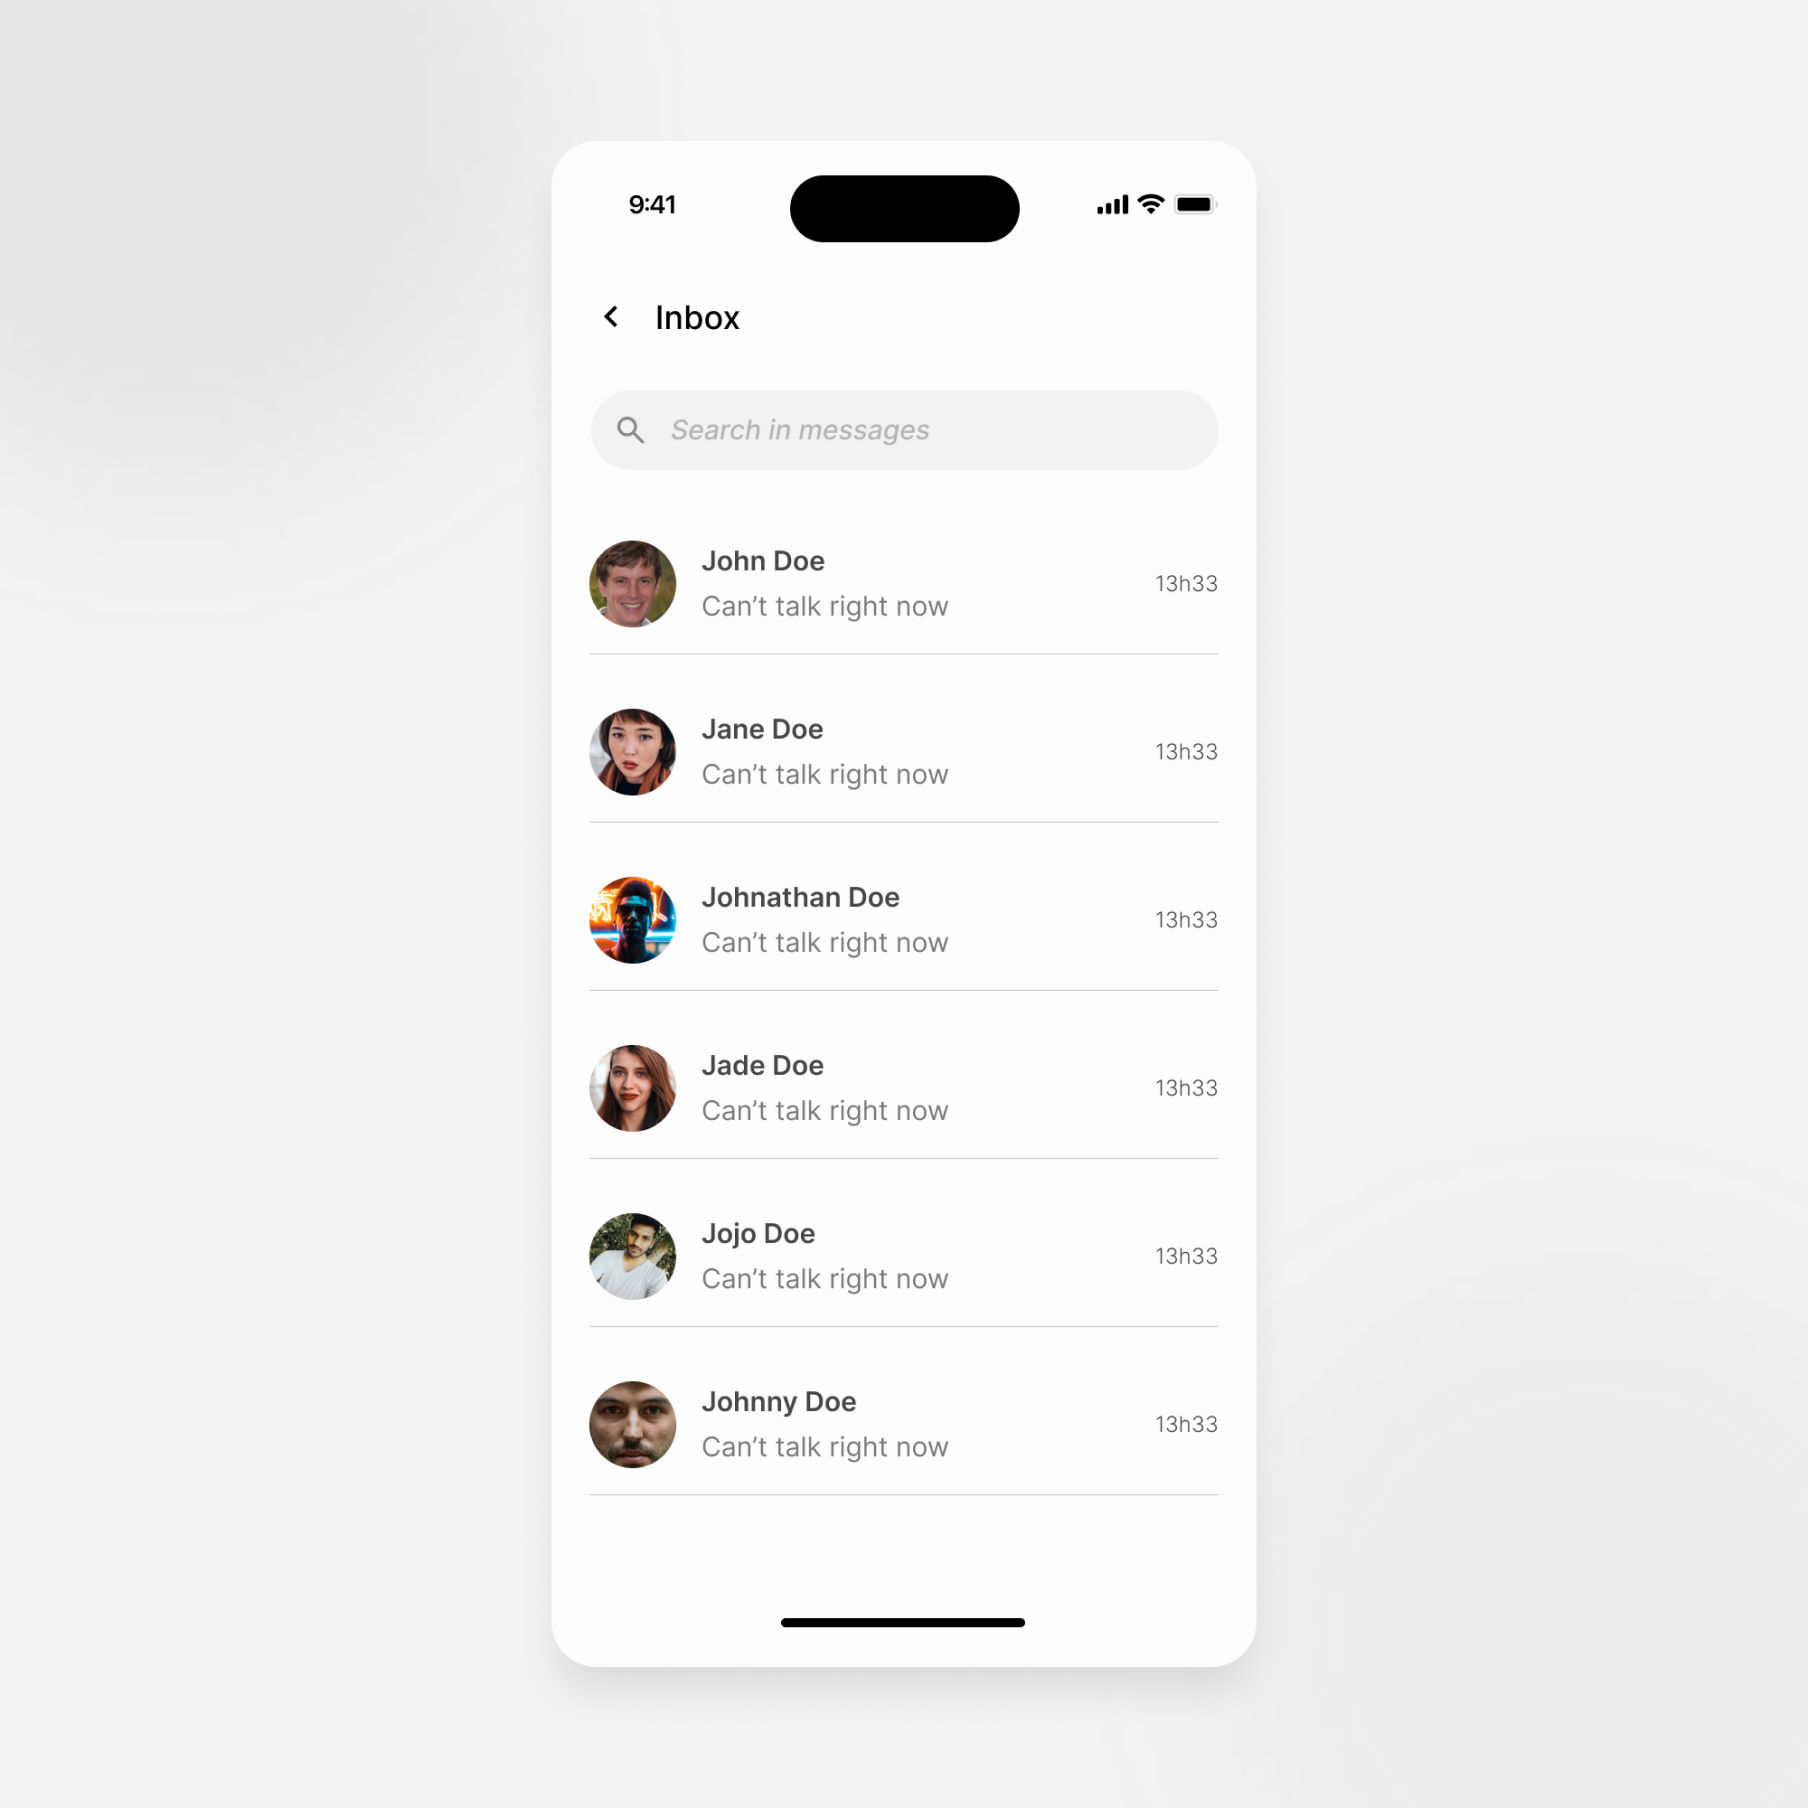 9:41
Inbox
Search in messages
John Doe
Can’t talk right now
13h33
Jane Doe
Can’t talk right now
13h33
Johnathan Doe
Can’t talk right now
13h33
Jade Doe
Can’t talk right now
13h33
Jojo Doe
Can’t talk right now
13h33
Johnny Doe
Can’t talk right now
13h33